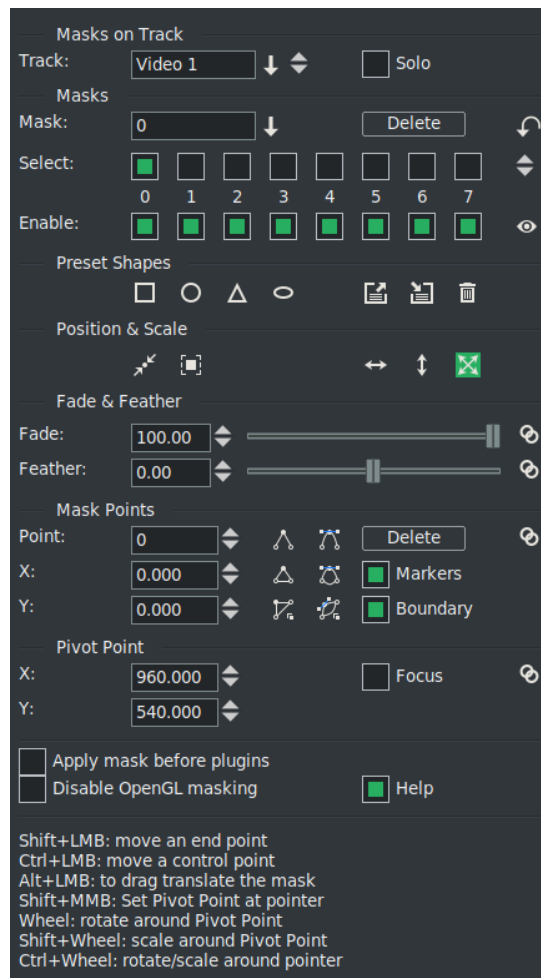 Masks on Track
Track: Video 1 Solo
Masks
Mask: 0 Delete
Select:
0 1 2 3 4 5 6 7
Enable:
Preset Shapes
Position & Scale
Fade & Feather
Fade: 100.00
Feather: 0.00
Mask Points
Point: 0 Delete
X: 0.000 Markers
Y: 0.000 Boundary
Pivot Point
X: 960.000 Focus
Y: 540.000
Apply mask before plugins
Disable OpenGL masking Help
Shift+LMB: move an end point
Ctrl+LMB: move a control point
Alt+LMB: to drag translate the mask
Shift+MMB: Set Pivot Point at pointer
Wheel: rotate around Pivot Point
Shift+Wheel: scale around Pivot Point
Ctrl+Wheel: rotate/scale around pointer